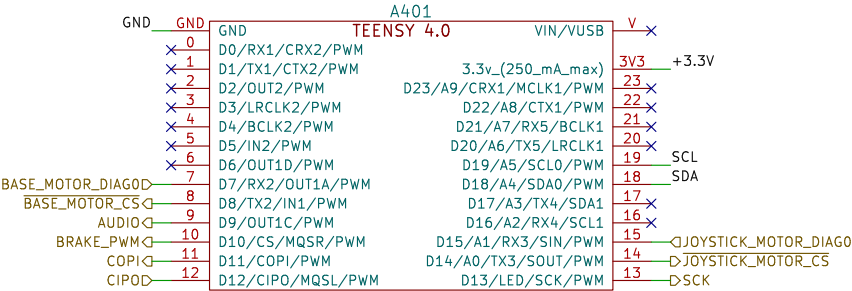 A401
TEENSY 4.0
GND GND GND VIN/VUSB V
0 D0/RX1/CRX2/PWM
1 D1/TX1/CTX2/PWM 3.3v_(250_mA_max) 3V3 +3.3V
2 D2/OUT2/PWM D23/A9/CRX1/MCLK1/PWM 23
3 D3/LRCLK2/PWM D22/A8/CTX1/PWM 22
4 D4/BCLK2/PWM D21/A7/RX5/BCLK1 21
5 D5/IN2/PWM D20/A6/TX5/LRCLK1 20
6 D6/OUT1D/PWM D19/A5/SCL0/PWM 19 SCL
BASE_MOTOR_DIAG0 7 D7/RX2/OUT1A/PWM D18/A4/SDA0/PWM 18 SDA
BASE_MOTOR_CS 8 D8/TX2/IN1/PWM D17/A3/TX4/SDA1 17
AUDIO 9 D9/OUT1C/PWM D16/A2/RX4/SCL1 16
BRAKE_PWM 10 D10/CS/MQSR/PWM D15/A1/RX3/SIN/PWM 15 JOYSTICK_MOTOR_DIAG0
COPI 11 D11/COPI/PWM D14/A0/TX3/SOUT/PWM 14 JOYSTICK_MOTOR_CS
CIPO 12 D12/CIPO/MQSL/PWM D13/LED/SCK/PWM 13 SCK